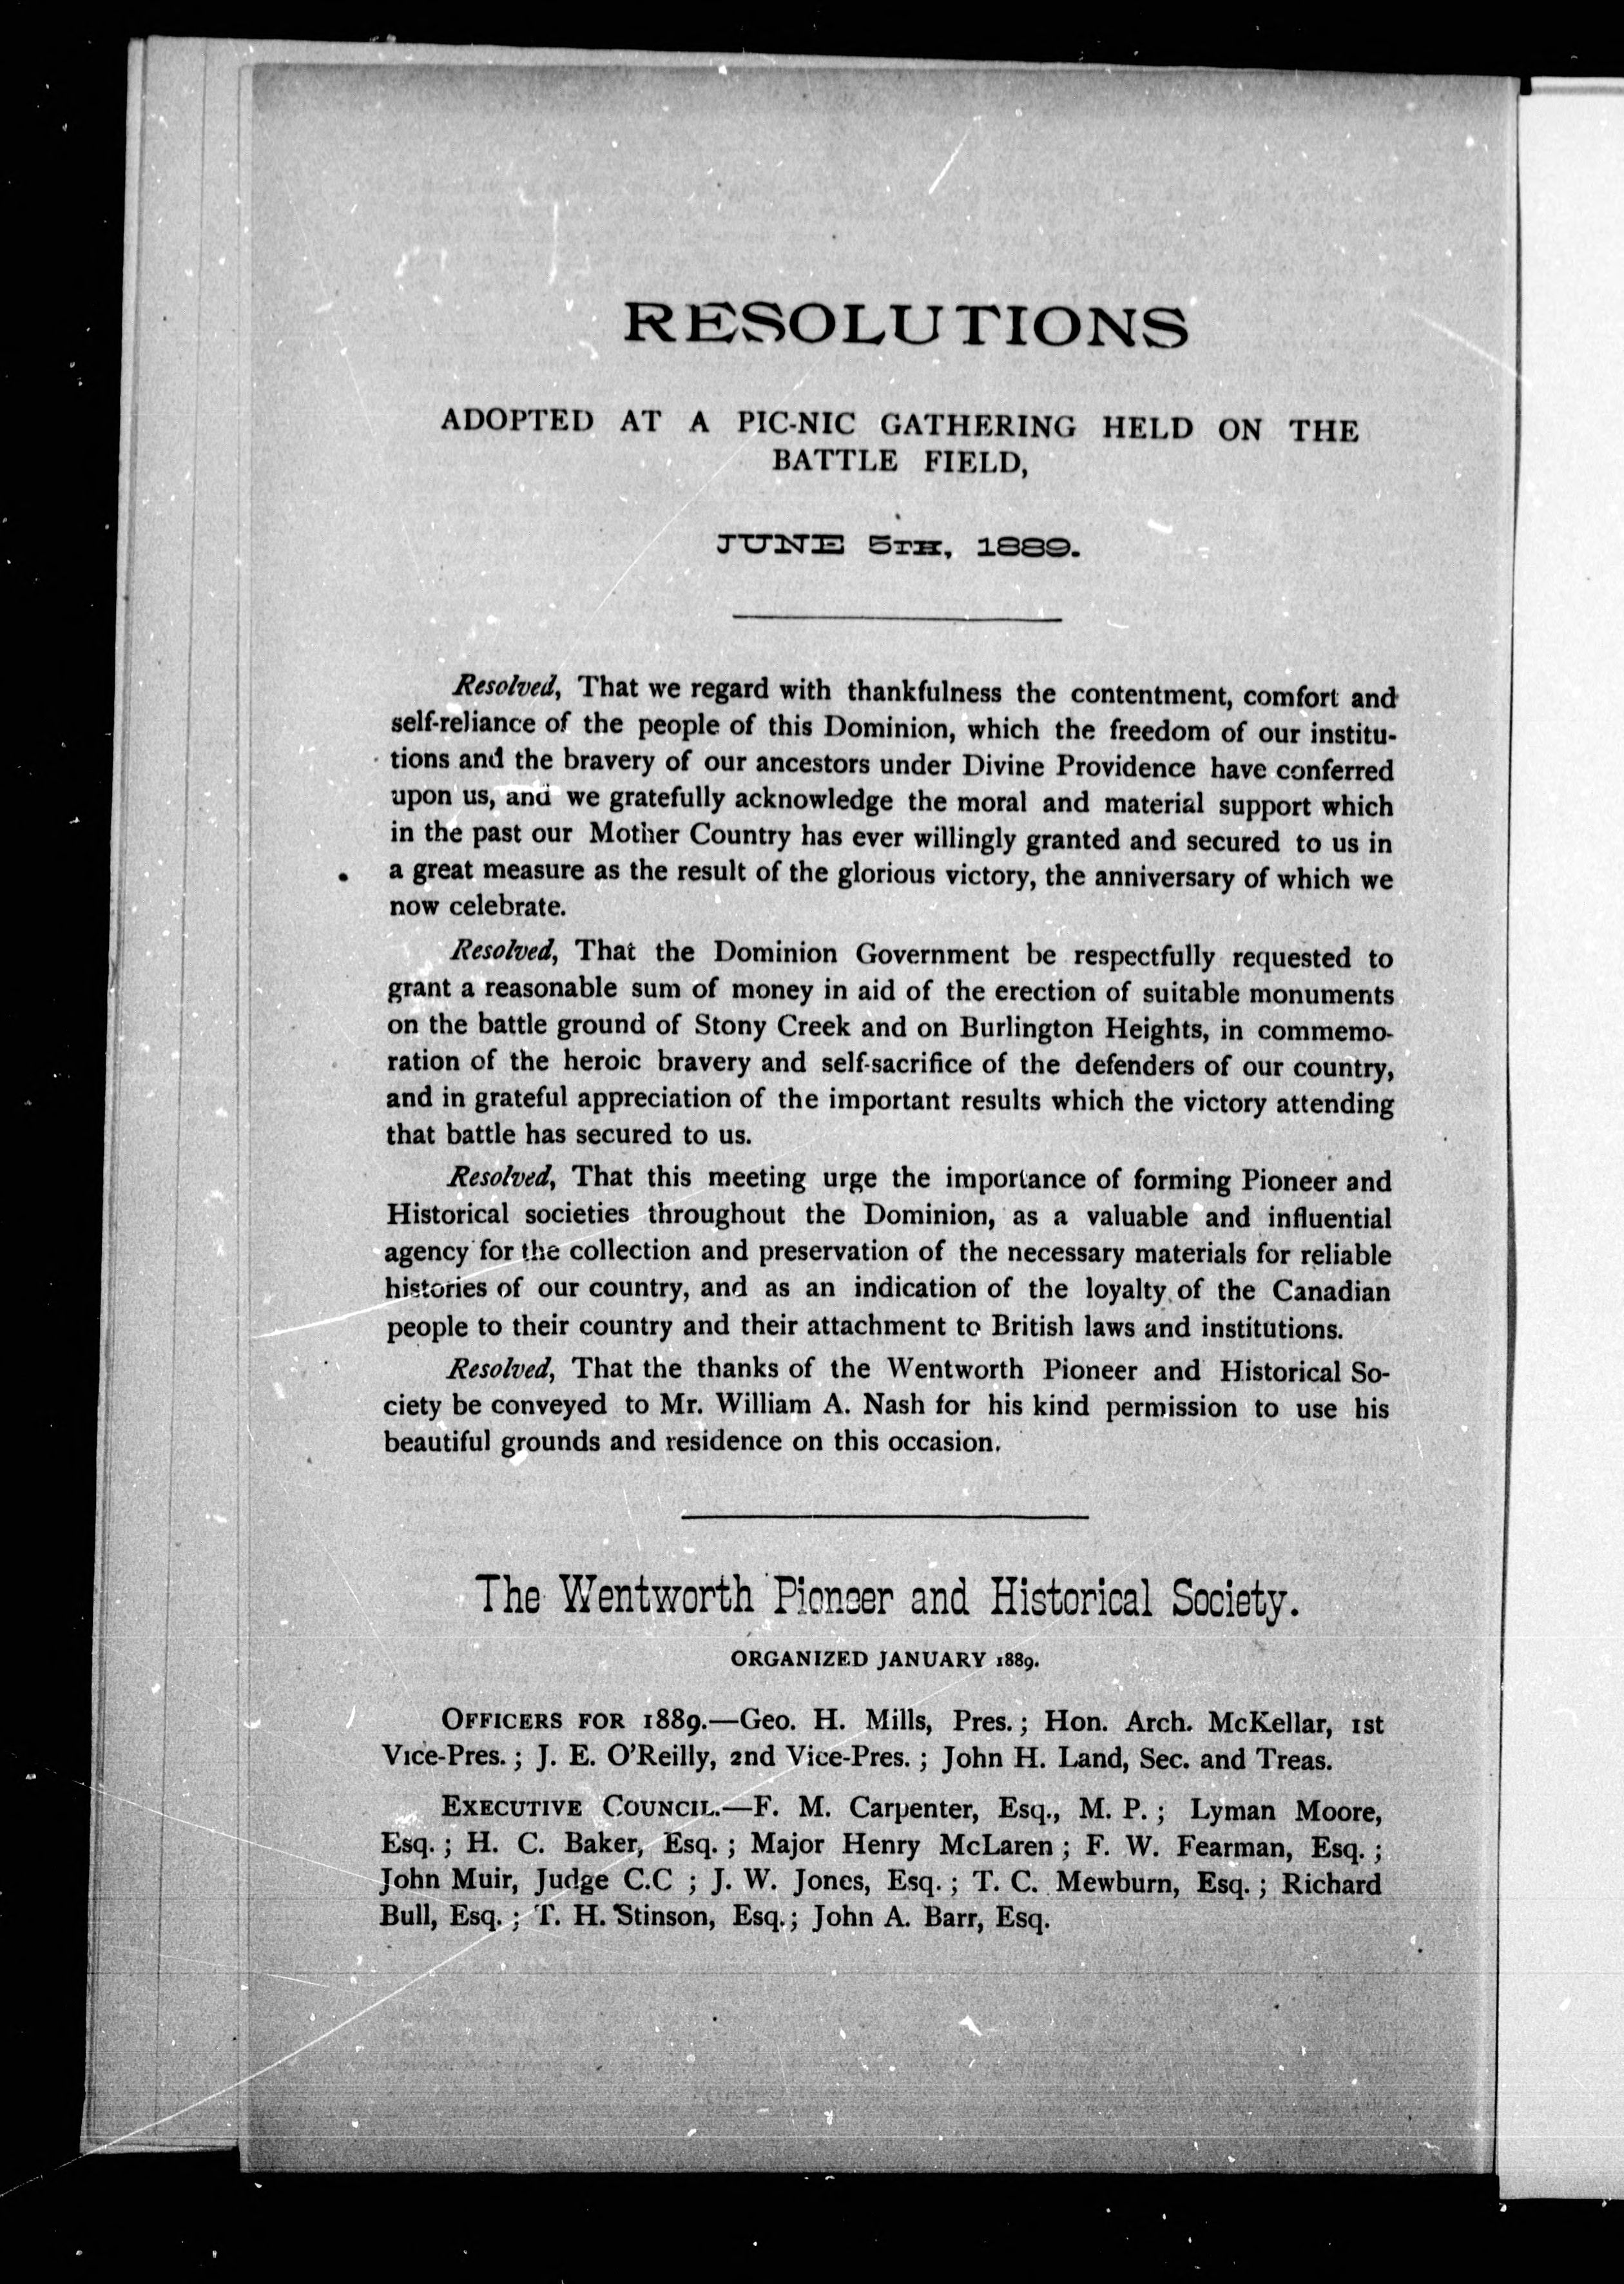 RESOLUTIONS
ADOPTED AT A PIC-NIC GATHERING HELD ON THE
BATTLE FIELD,
JUNE 5TH, 1889.
Resolved, That we regard with thankfulness the contentment, comfort and
self-reliance of the people of this Dominion, which the freedom of our institu-
tions and the bravery of our ancestors under Divine Providence have conferred
upon us, and we gratefully acknowledge the moral and material support which
in the past our Mother Country has ever willingly granted and secured to us in
a great measure as the result of the glorious victory, the anniversary of which we
now celebrate.
Resolved, That the Dominion Government be respectfully requested to
grant a reasonable sum of money in aid of the erection of suitable monuments
on the battle ground of Stony Creek and on Burlington Heights, in commemo-
ration of the heroic bravery and self-sacrifice of the defenders of our country,
and in grateful appreciation of the important results which the victory attending
that battle has secured to us.
Resolved, That this meeting urge the importance of forming Pioneer and
Historical societies throughout the Dominion, as a valuable and influential
agency for the collection and preservation of the necessary materials for reliable
histories of our country, and as an indication of the loyalty of the Canadian
people to their country and their attachment to British laws and institutions.
Resolved, That the thanks of the Wentworth Pioneer and Historical So-
ciety be conveyed to Mr. William A. Nash for his kind permission to use his
beautiful grounds and residence on this occasion.
The Wentworth Pioneer and Historical Society.
ORGANIZED JANUARY 1889.
OFFICERS FOR 1889.—Geo. H. Mills, Pres.; Hon. Arch. McKellar, 1st
Vice-Pres.; J. E. O'Reilly, 2nd Vice-Pres.; John H. Land, Sec. and Treas.
EXECUTIVE COUNCIL.—F. M. Carpenter, Esq., M. P.; Lyman Moore,
Esq.; H. C. Baker, Esq.; Major Henry McLaren; F. W. Fearman, Esq.;
John Muir, Judge C.C ; J. W. Jones, Esq.; T. C. Mewburn, Esq.; Richard
Bull, Esq.; T. H. Stinson, Esq.; John A. Barr, Esq.